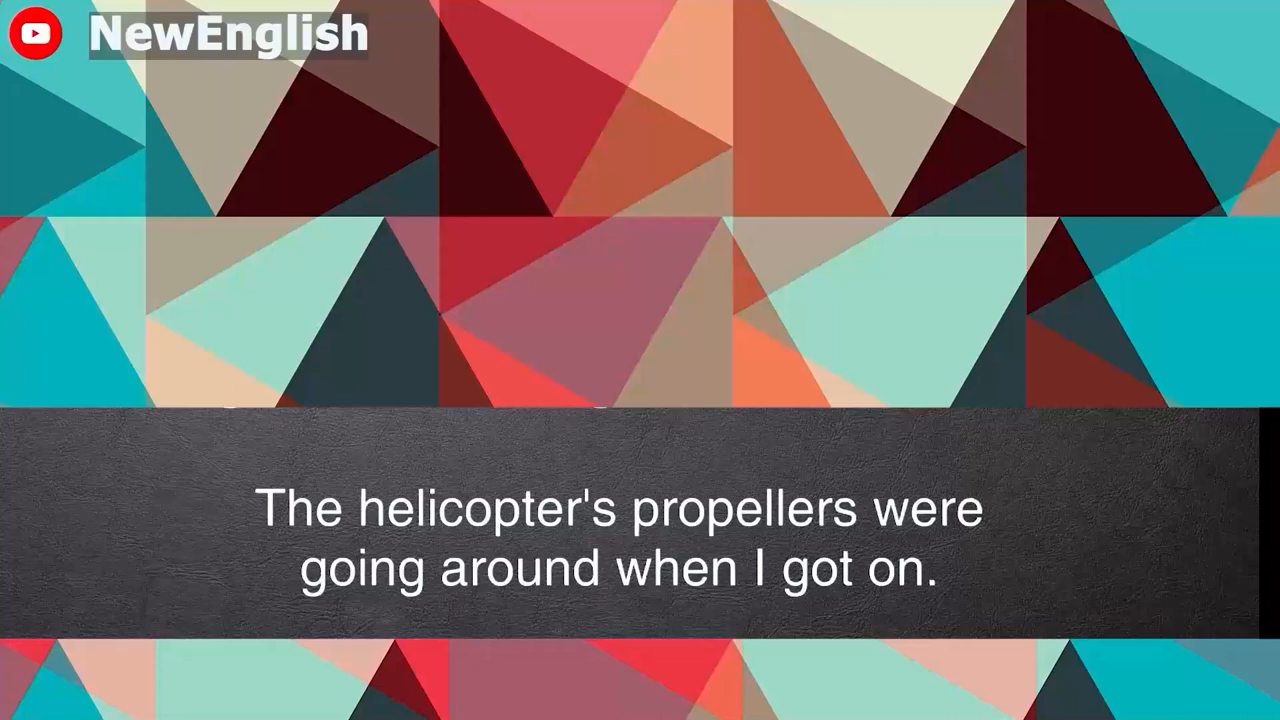 NewEnglish
The helicopter's propellers were
going around when I got on.